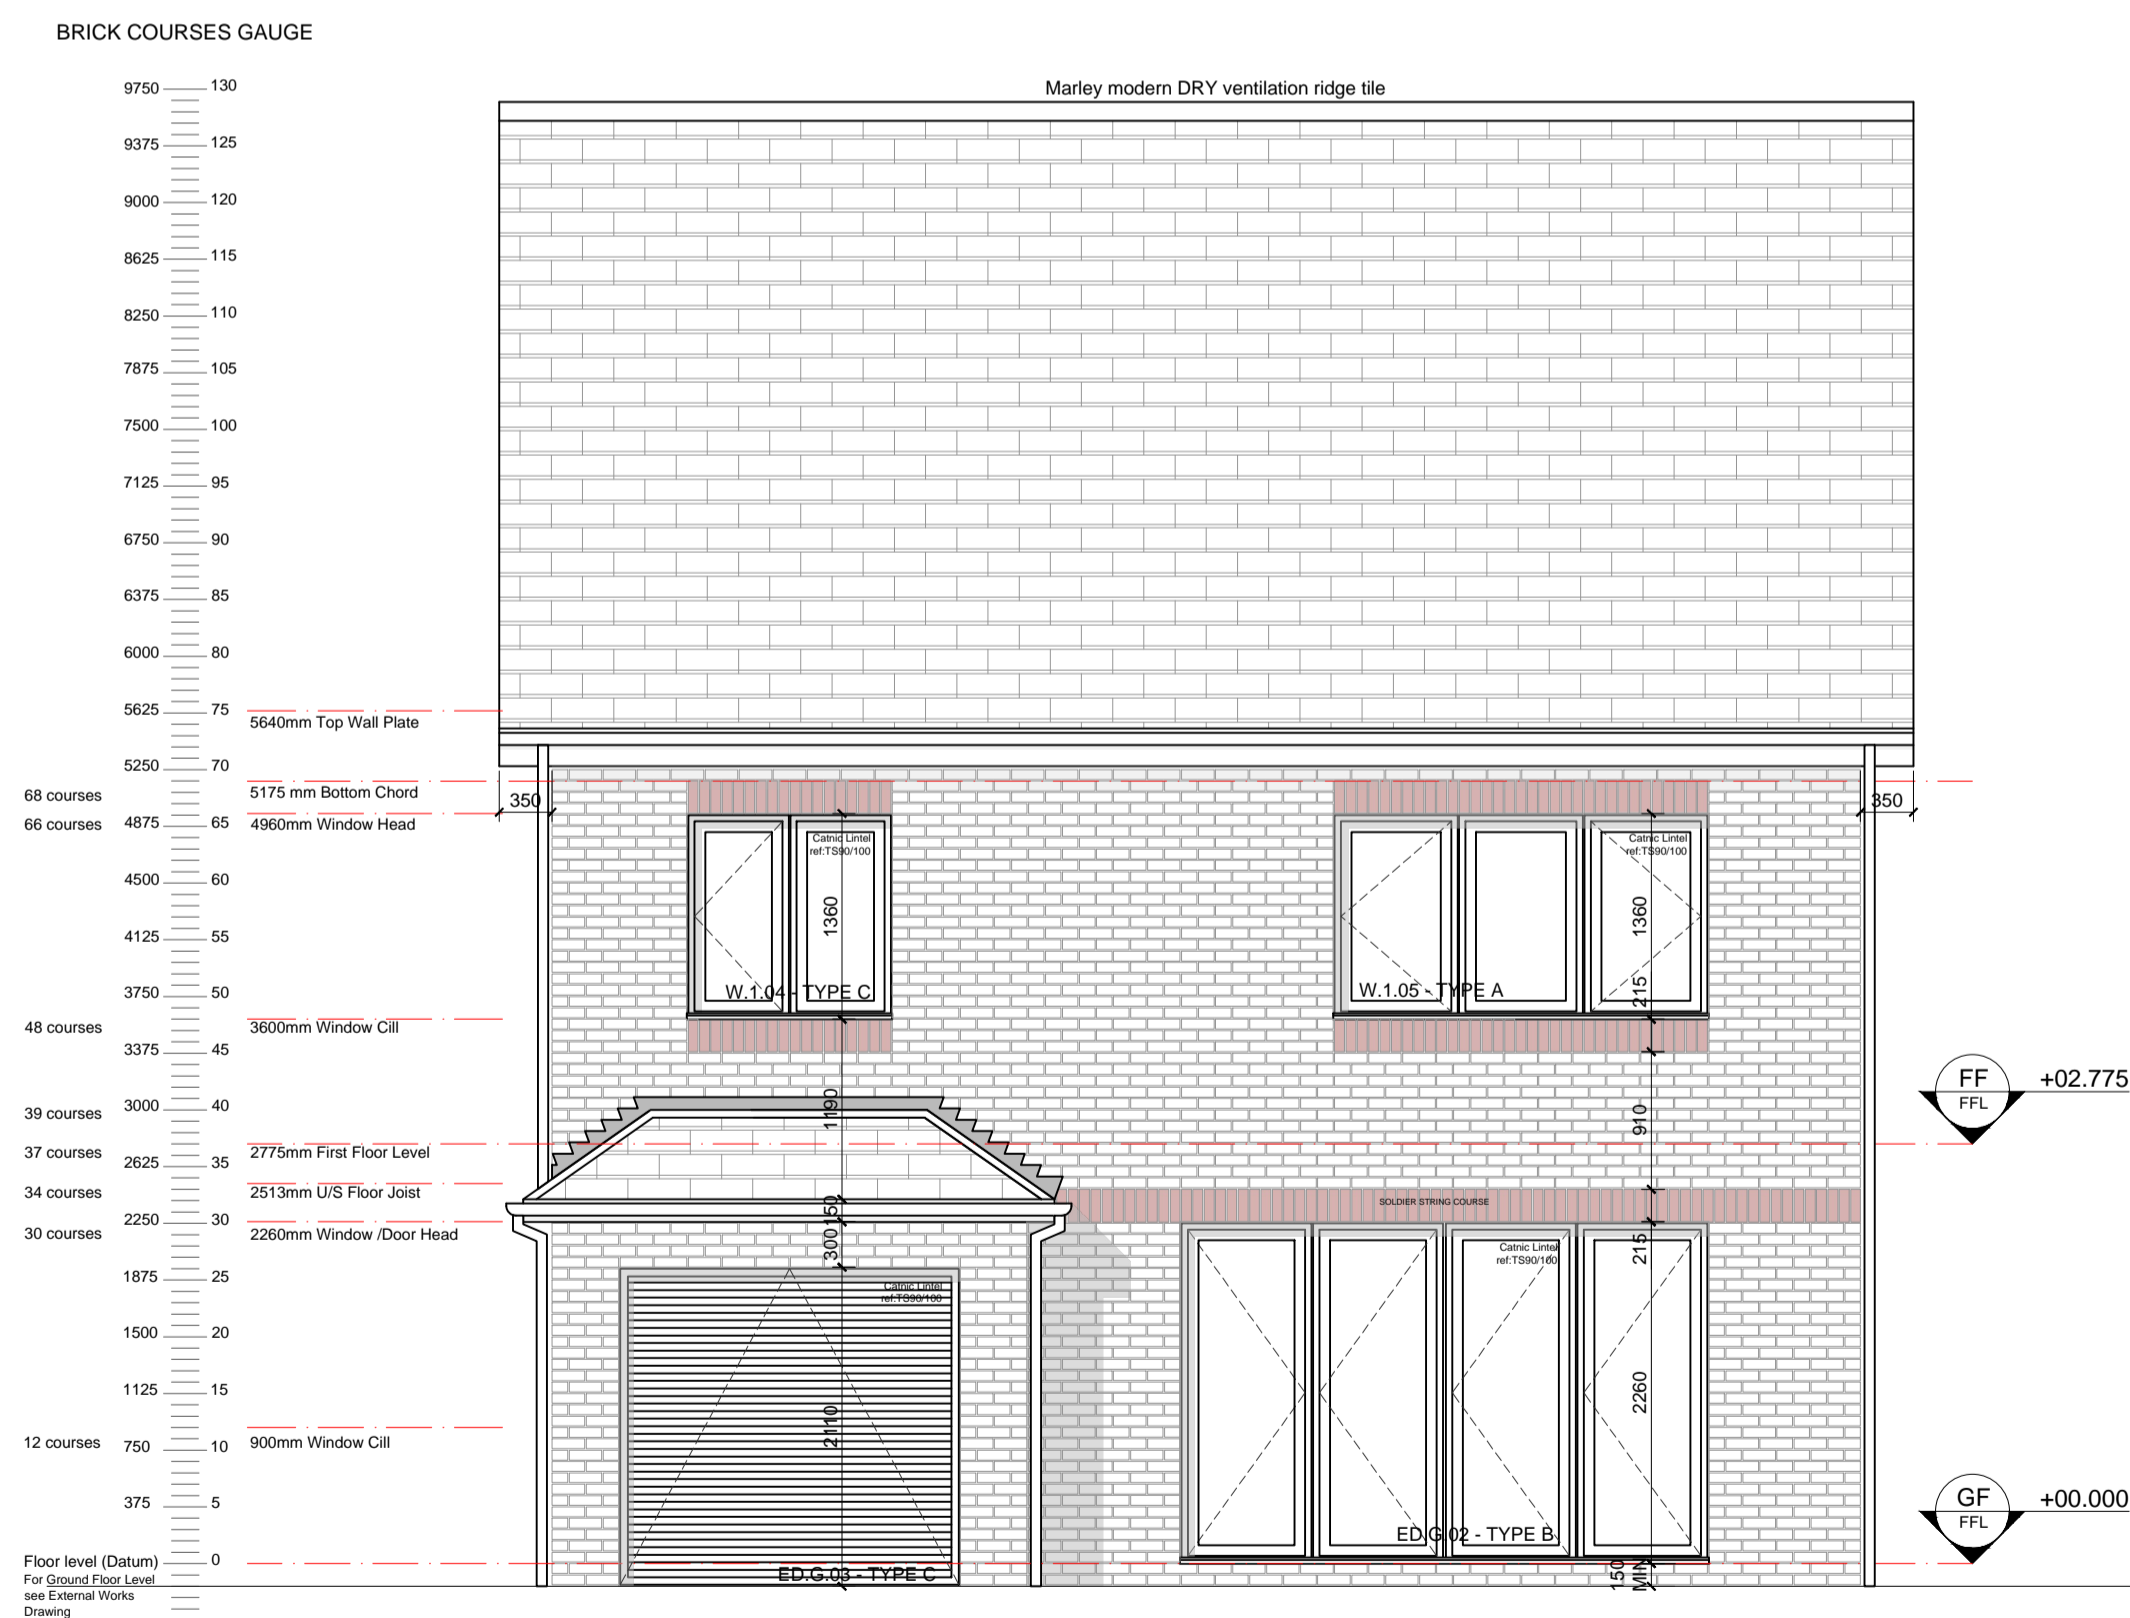 BRICK COURSES GAUGE
Marley modern DRY ventilation ridge tile
9750 130
9375 125
9000 120
8625 115
8250 110
7875 105
7500 100
7125 95
6750 90
6375 85
6000 80
5625 75
5640mm Top Wall Plate
5250 70
68 courses
5175 mm Bottom Chord
350
350
66 courses
4875 65
4960mm Window Head
Catnic Lintel
ref:TS90/100
Catnic Lintel
ref:TS90/100
4500 60
1360
1360
4125 55
3750 50
W.1.04 - TYPE C
W.1.05 - TYPE A
215
48 courses
3600mm Window Cill
3375 45
FF
FFL
+02.775
39 courses
3000 40
1190
910
37 courses
2775mm First Floor Level
2625 35
34 courses
2513mm U/S Floor Joist
150
SOLDIER STRING COURSE
2250 30
30 courses
2260mm Window /Door Head
300
215
Catnic Lintel
ref:TS90/100
1875 25
Catnic Lintel
ref:TS90/100
1500 20
1125 15
2260
2110
12 courses
750 10
900mm Window Cill
375 5
GF
FFL
+00.000
ED.G.02 - TYPE B
Floor level (Datum) 0
For Ground Floor Level
see External Works
Drawing
ED.G.03 - TYPE C
150
MIN